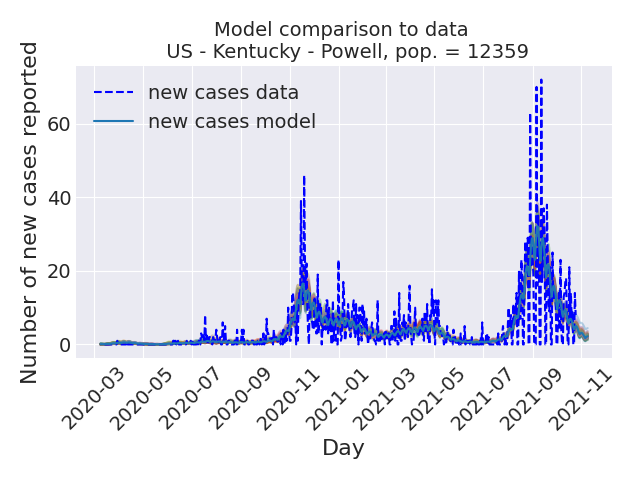 Model comparison to data
US - Kentucky - Powell, pop. = 12359
new cases data
new cases model
Number of new cases reported
60
40
20
0
2020-03
2020-05
2020-07
2020-09
2020-11
2021-01
2021-03
2021-05
2021-07
2021-09
2021-11
Day